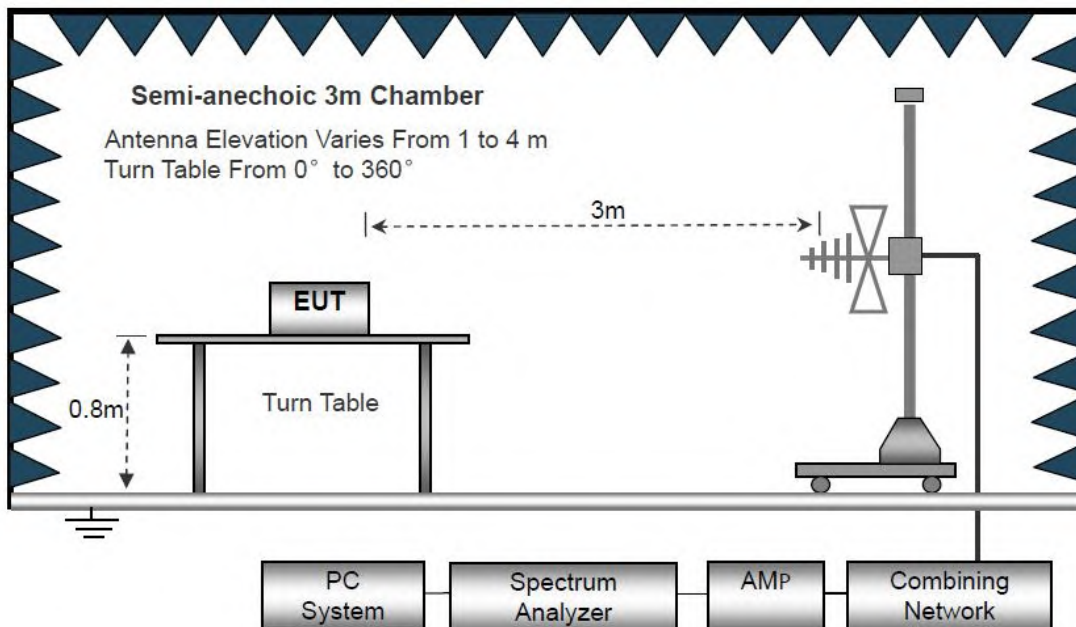 Semi-anechoic 3m Chamber
Antenna Elevation Varies From 1 to 4 m
Turn Table From 0° to 360°
3m
EUT
0.8m
Turn Table
PC
System
Spectrum
Analyzer
AMP
Combining
Network